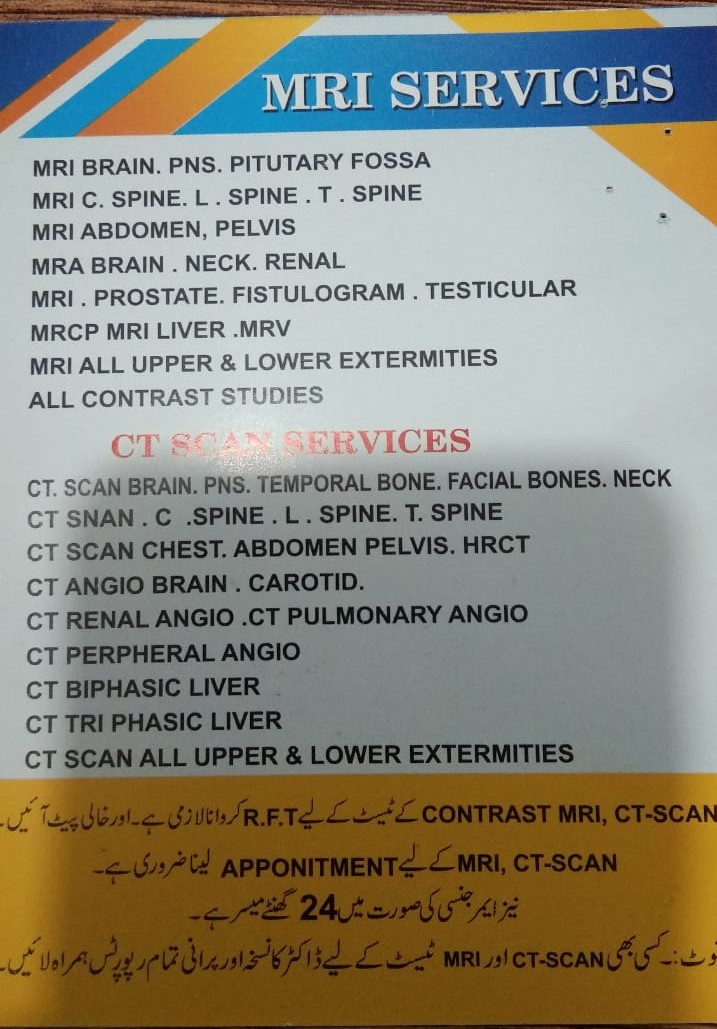 MRI SERVICES
MRI BRAIN. PNS. PITUTARY FOSSA
MRI C. SPINE. L . SPINE . T . SPINE
MRI ABDOMEN, PELVIS
MRA BRAIN . NECK. RENAL
MRI . PROSTATE. FISTULOGRAM . TESTICULAR
MRCP MRI LIVER .MRV
MRI ALL UPPER & LOWER EXTERMITIES
ALL CONTRAST STUDIES
CT SCAN SERVICES
CT. SCAN BRAIN. PNS. TEMPORAL BONE. FACIAL BONES. NECK
CT SNAN . C .SPINE . L . SPINE. T. SPINE
CT SCAN CHEST. ABDOMEN PELVIS. HRCT
CT ANGIO BRAIN . CAROTID.
CT RENAL ANGIO .CT PULMONARY ANGIO
CT PERPHERAL ANGIO
CT BIPHASIC LIVER
CT TRI PHASIC LIVER
CT SCAN ALL UPPER & LOWER EXTERMITIES
CONTRAST MRI, CT-SCAN کے ٹیسٹ کے لیے R.F.T کروانا لازمی ہے۔ اور خالی پیٹ آئیں۔
MRI, CT-SCAN کے لیے APPONITMENT لینا ضروری ہے۔
نیز ایمرجنسی کی صورت میں 24 گھنٹے میسر ہے۔
نوٹ:۔ کسی بھی CT-SCAN اور MRI ٹیسٹ کے لیے ڈاکٹر کا نسخہ اور پرانی تمام رپورٹس ہمراہ لائیں۔